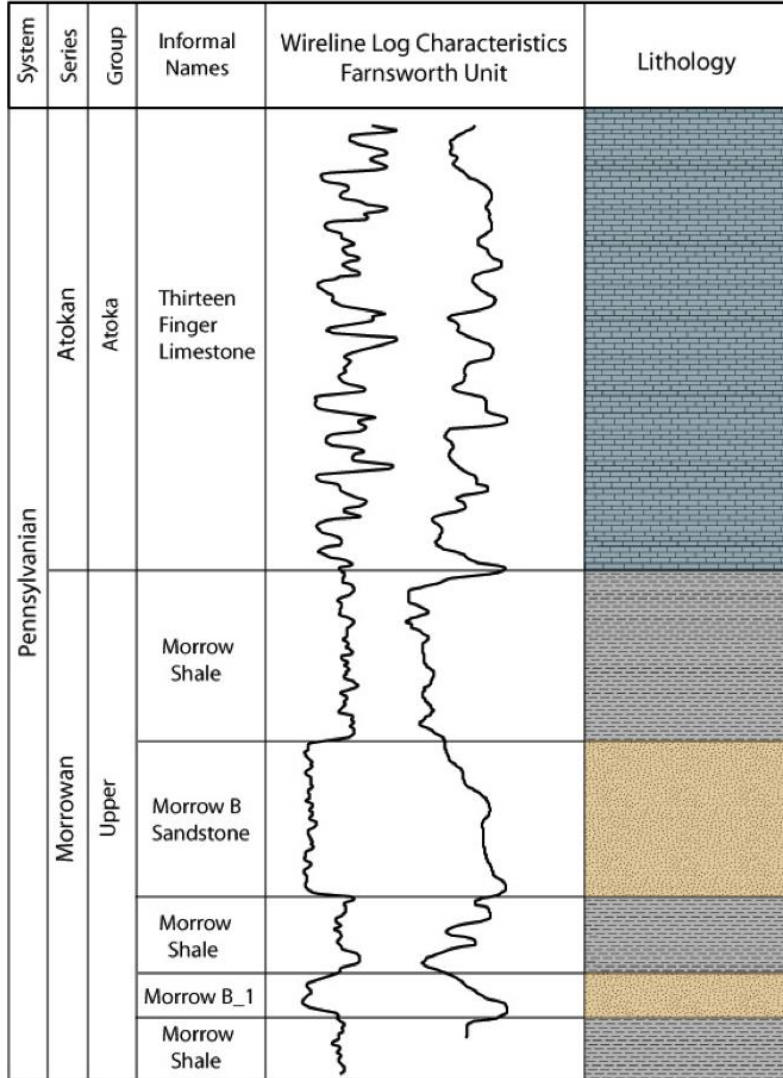 System
Series
Group
Informal
Names
Wireline Log Characteristics
Farnsworth Unit
Lithology
Pennsylvanian
Atokan
Atoka
Thirteen
Finger
Limestone
Morrowan
Upper
Morrow
Shale
Morrow B
Sandstone
Morrow
Shale
Morrow B_1
Morrow
Shale